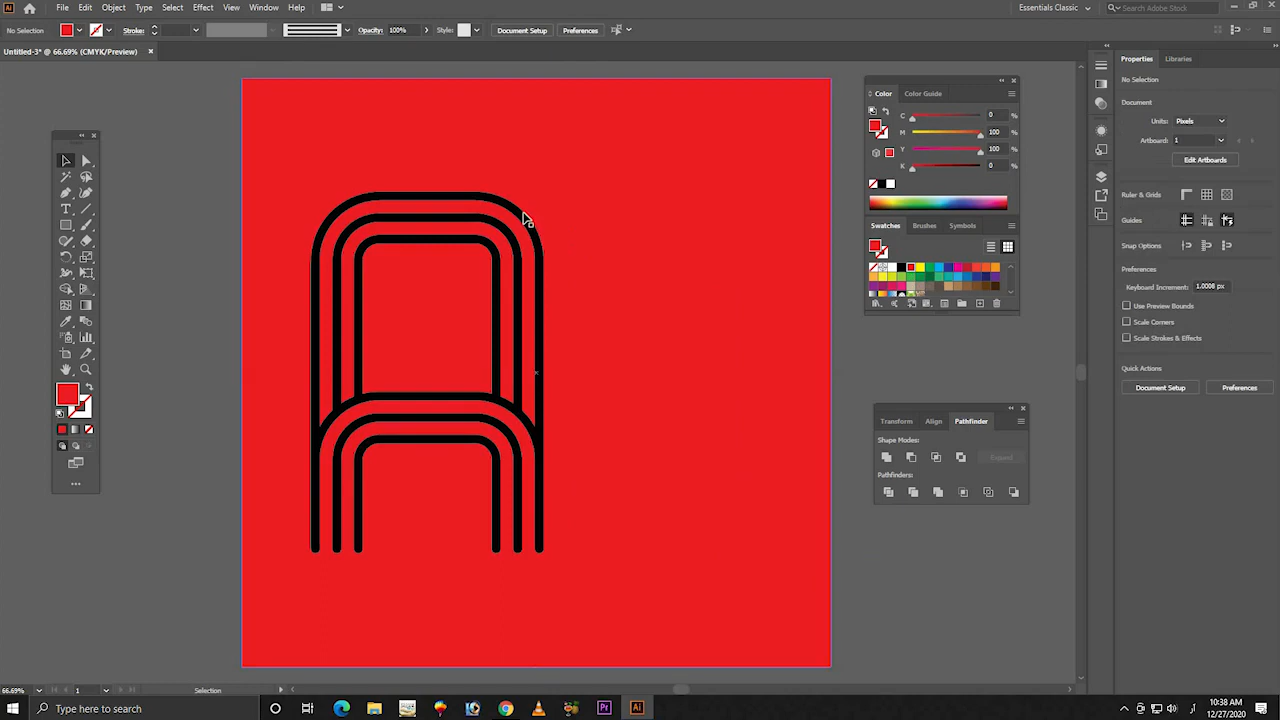 Ai File Edit Object Type Select Effect View Window Help Essentials Classic Search Adobe Stock
No Selection Stroke: Opacity: 100% Style: Document Setup Preferences
Untitled-3* @ 66.69% (CMYK/Preview)
Color Color Guide
C 0 %
M 100 %
Y 100 %
K 0 %
Swatches Brushes Symbols
Transform Align Pathfinder
Shape Modes:
Expand
Pathfinders:
Properties Libraries
No Selection
Document
Units: Pixels
Artboard: 1
Edit Artboards
Ruler & Grids
Guides
Snap Options
Preferences
Keyboard Increment: 1.0008 px
Use Preview Bounds
Scale Corners
Scale Strokes & Effects
Quick Actions
Document Setup Preferences
66.69% 1 Selection
Type here to search
Pr Ai
10:38 AM
12/27/2020